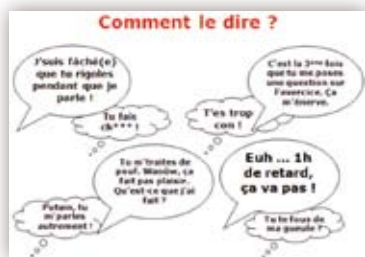 Comment le dire ?
J'suis fâché(e)
que tu rigoles
pendant que je
parle !
Tu fais
ch*** !
C'est la 3ème fois
que tu me poses
une question sur
l'exercice. Ça
m'énerve.
T'es trop
con !
Tu m'traites de
pouf. Wanöw, ça
fait pas plaisir.
Qu'est-ce que j'ai
fait ?
Putain, tu
m'parles
autrement !
Euh ... 1h
de retard,
ça va pas !
Tu te fous de
ma gueule ?